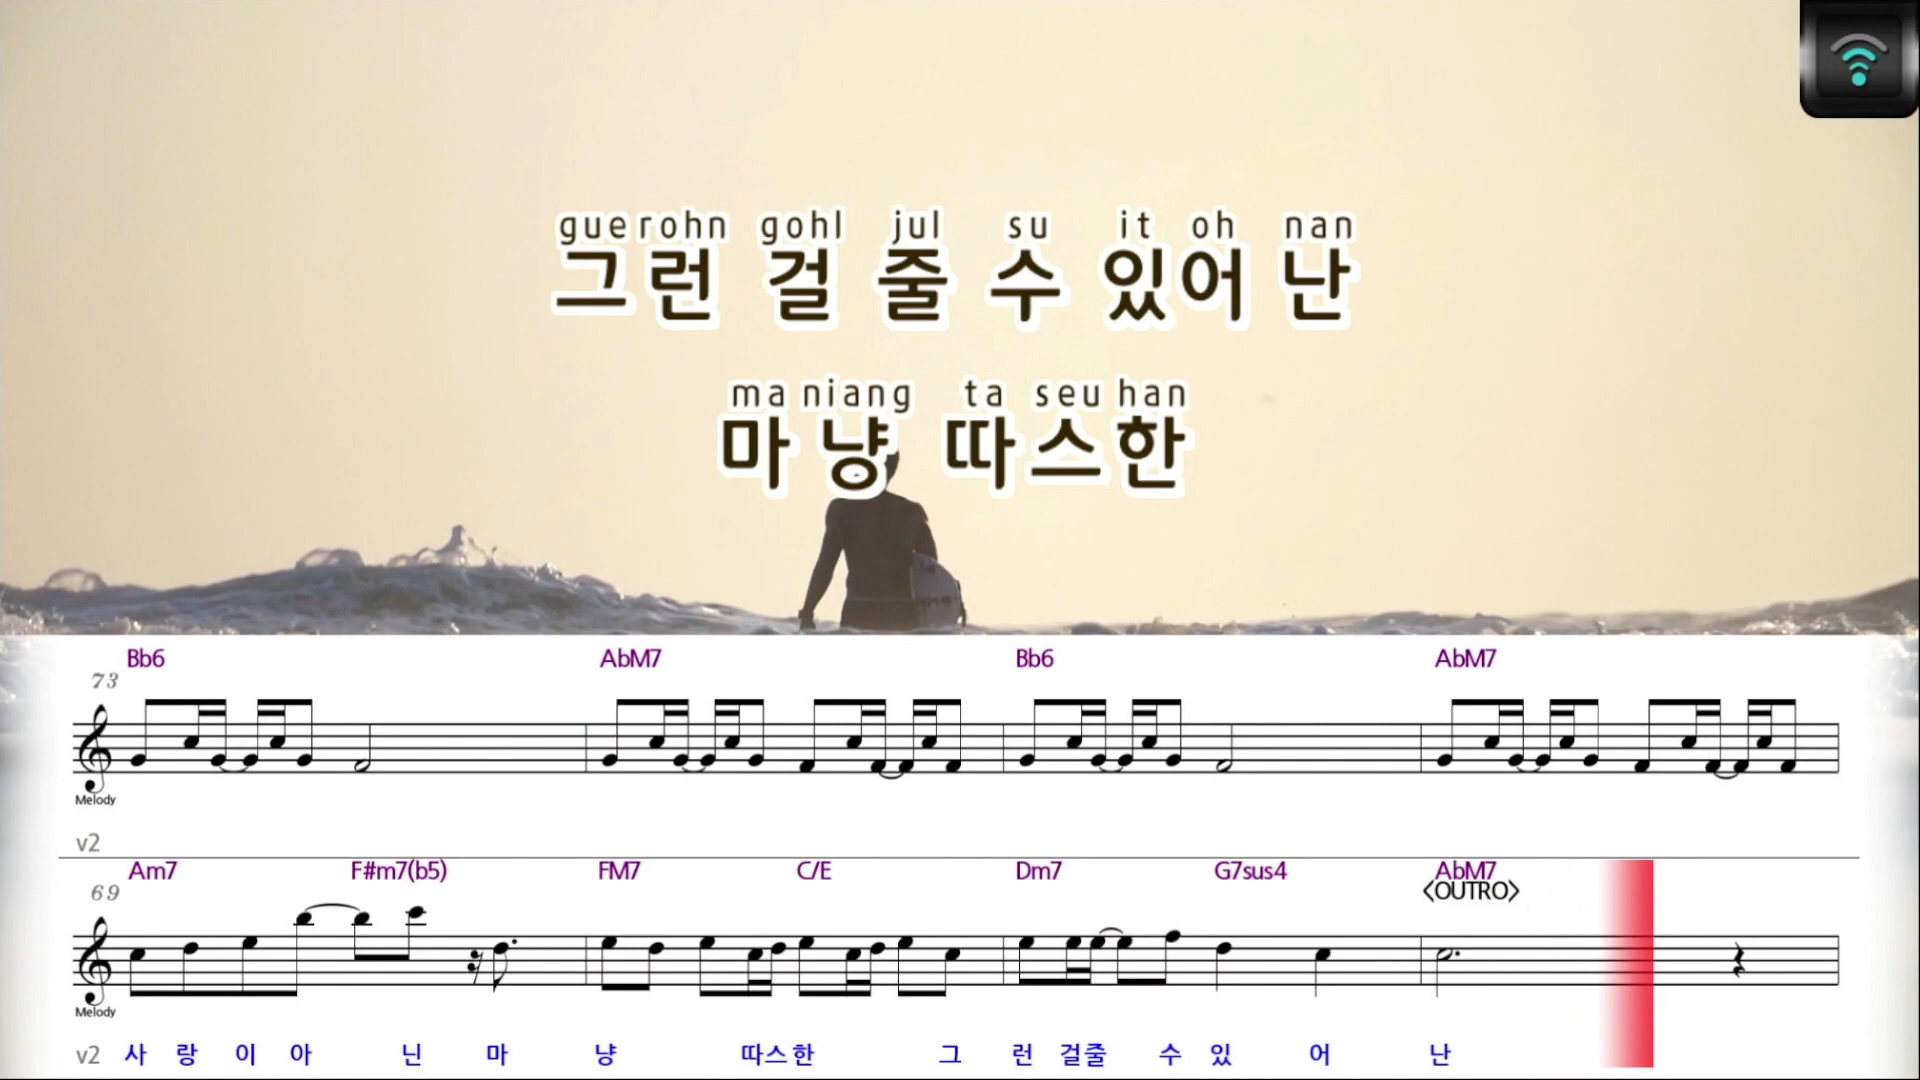 guerohn gohl jul su it oh nan
그런 걸 줄 수 있어 난
ma niang ta seu han
마냥 따스한
Bb6 AbM7 Bb6 AbM7
73
Melody
v2
Am7 F#m7(b5) FM7 C/E Dm7 G7sus4 AbM7
<OUTRO>
69
Melody
v2 사 랑 이 아 닌 마 냥 따스한 그 런 걸줄 수 있 어 난